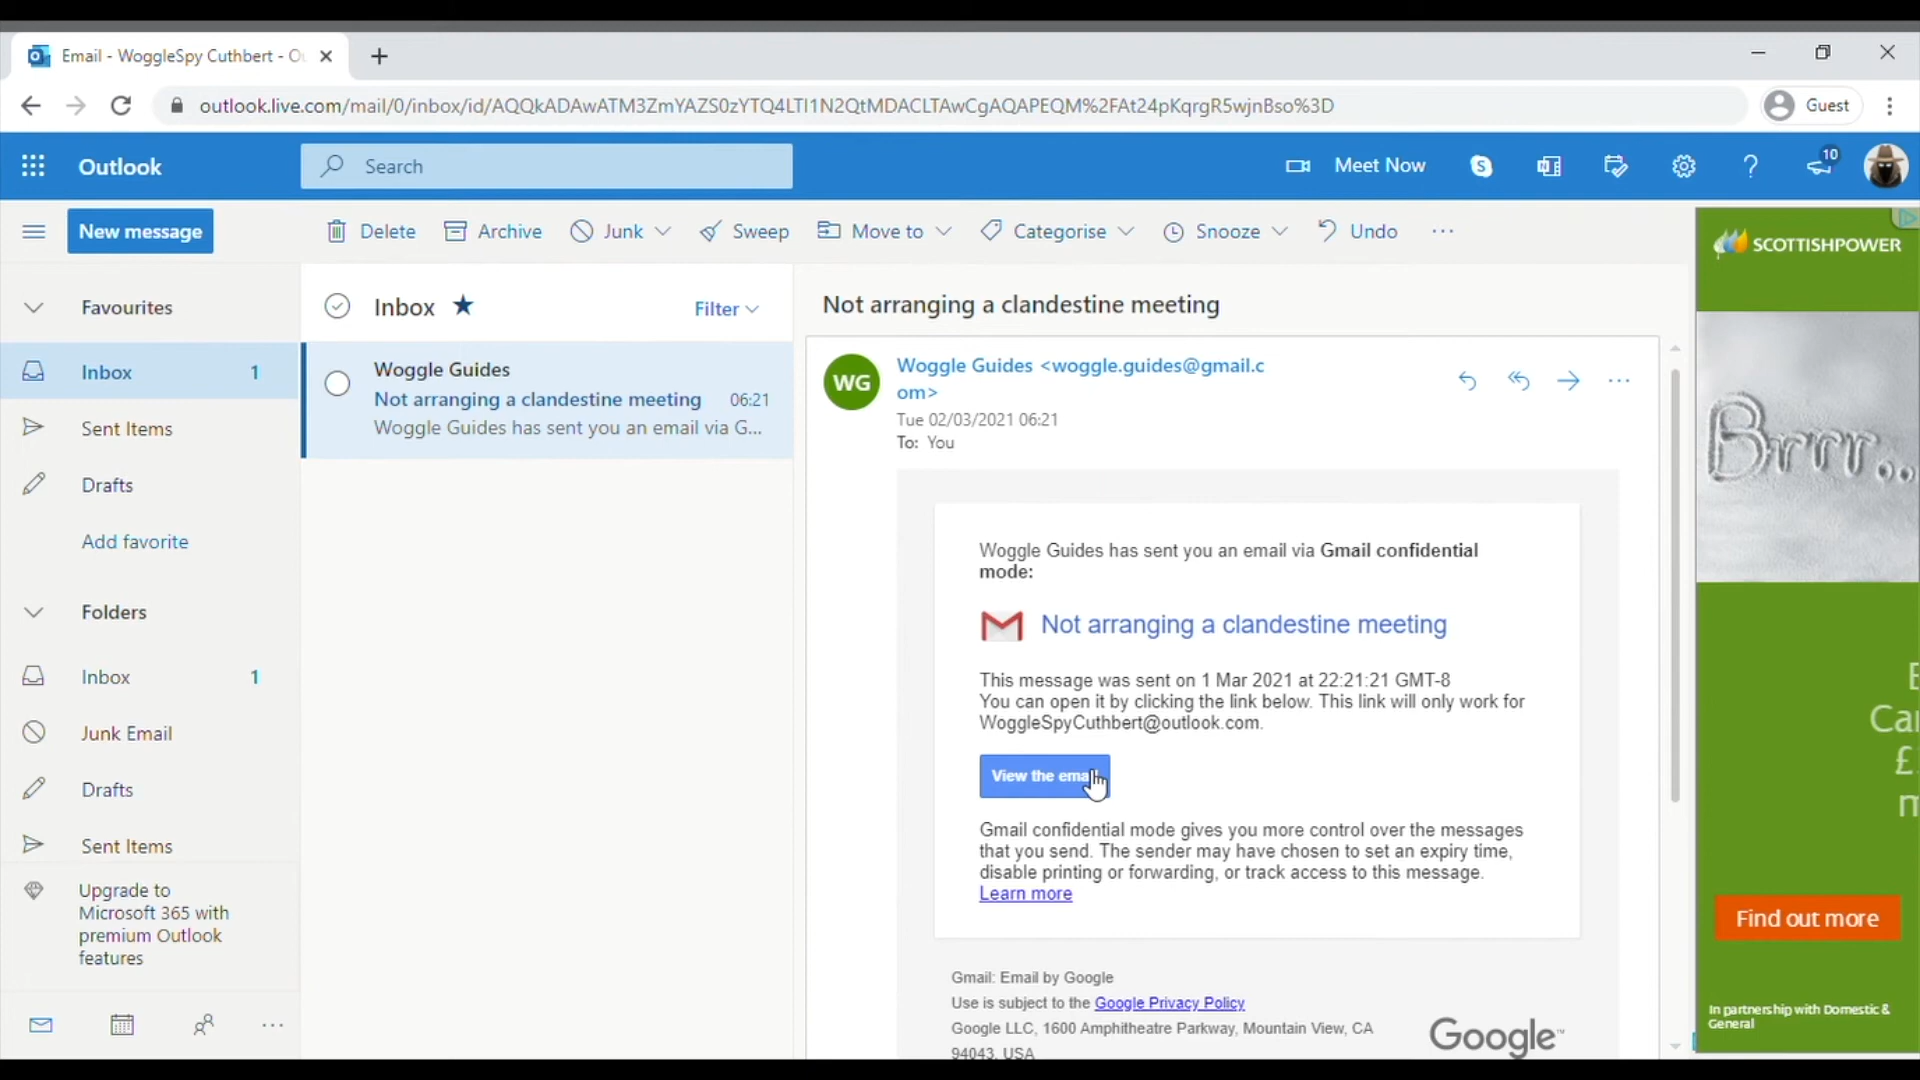 Email - WoggleSpy Cuthbert - O
outlook.live.com/mail/0/inbox/id/AQQkADAwATM3ZmYAZS0zYTQ4LTI1N2QtMDACLTAwCgAQAPEQM%2FAt24pKqrgR5wjnBso%3D
Guest
Outlook
Search
Meet Now
10
New message
Delete
Archive
Junk
Sweep
Move to
Categorise
Snooze
Undo
Favourites
Inbox 1
Sent Items
Drafts
Add favorite
Folders
Inbox 1
Junk Email
Drafts
Sent Items
Upgrade to
Microsoft 365 with
premium Outlook
features
Inbox
Filter
Woggle Guides
Not arranging a clandestine meeting 06:21
Woggle Guides has sent you an email via G...
Not arranging a clandestine meeting
WG
Woggle Guides <woggle.guides@gmail.c
om>
Tue 02/03/2021 06:21
To: You
Woggle Guides has sent you an email via Gmail confidential
mode:
Not arranging a clandestine meeting
This message was sent on 1 Mar 2021 at 22:21:21 GMT-8
You can open it by clicking the link below. This link will only work for
WoggleSpyCuthbert@outlook.com.
View the email
Gmail confidential mode gives you more control over the messages
that you send. The sender may have chosen to set an expiry time,
disable printing or forwarding, or track access to this message.
Learn more
Gmail: Email by Google
Use is subject to the Google Privacy Policy
Google LLC, 1600 Amphitheatre Parkway, Mountain View, CA
94043, USA
Google
SCOTTISHPOWER
Brrr...
Ca
£
Find out more
In partnership with Domestic &
General